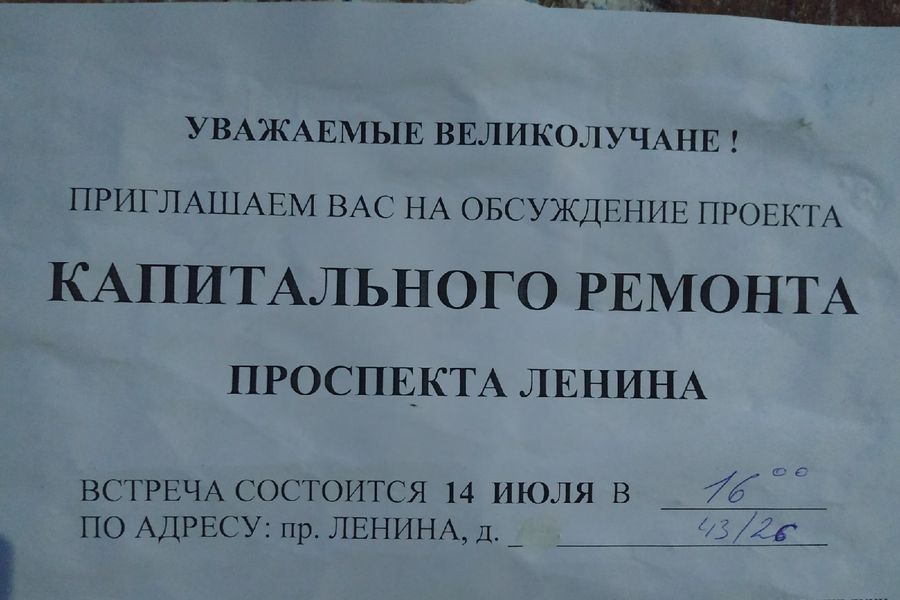 УВАЖАЕМЫЕ ВЕЛИКОЛУЧАНЕ !
ПРИГЛАШАЕМ ВАС НА ОБСУЖДЕНИЕ ПРОЕКТА
КАПИТАЛЬНОГО РЕМОНТА
ПРОСПЕКТА ЛЕНИНА
ВСТРЕЧА СОСТОИТСЯ 14 ИЮЛЯ В 16 00
ПО АДРЕСУ: пр. ЛЕНИНА, д. 43/26